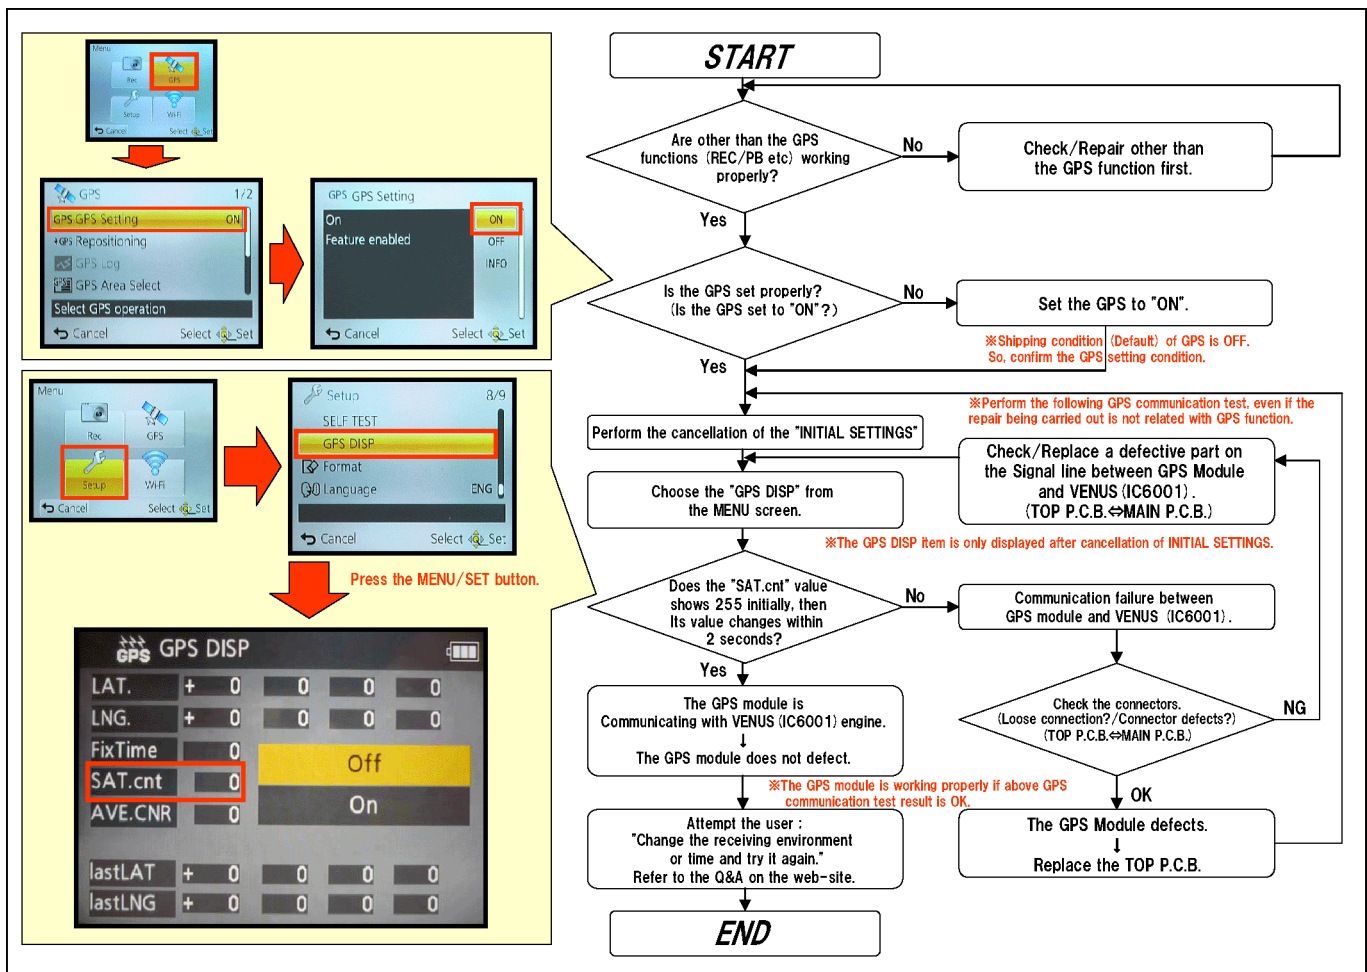 Menu
Rec
GPS
Setup
Wi-Fi
Cancel
Select Set
GPS 1/2
GPS GPS Setting ON
GPS Repositioning
GPS Log
GPS Area Select
Select GPS operation
Cancel Select Set
GPS GPS Setting
On
Feature enabled
ON
OFF
INFO
Cancel Select Set
Menu
Rec
GPS
Setup
Wi-Fi
Cancel Select Set
Setup 8/9
SELF TEST
GPS DISP
Format
Language ENG
Cancel Select Set
Press the MENU/SET button.
GPS GPS DISP
LAT. + 0 0 0 0
LNG. + 0 0 0 0
FixTime 0
SAT.cnt 0
AVE.CNR 0
Off
On
lastLAT + 0 0 0 0
lastLNG + 0 0 0 0
START
Are other than the GPS
functions (REC/PB etc) working
properly?
No
Check/Repair other than
the GPS function first.
Yes
Is the GPS set properly?
(Is the GPS set to "ON"?)
No
Set the GPS to "ON".
※Shipping condition (Default) of GPS is OFF.
So, confirm the GPS setting condition.
Yes
※Perform the following GPS communication test, even if the
repair being carried out is not related with GPS function.
Perform the cancellation of the "INITIAL SETTINGS"
Check/Replace a defective part on
the Signal line between GPS Module
and VENUS(IC6001).
(TOP P.C.B.⇔MAIN P.C.B.)
Choose the "GPS DISP" from
the MENU screen.
※The GPS DISP item is only displayed after cancellation of INITIAL SETTINGS.
Does the "SAT.cnt" value
shows 255 initially, then
Its value changes within
2 seconds?
No
Communication failure between
GPS module and VENUS (IC6001).
Yes
The GPS module is
Communicating with VENUS(IC6001) engine.
↓
The GPS module does not defect.
Check the connectors.
(Loose connection?/Connector defects?)
(TOP P.C.B.⇔MAIN P.C.B.)
NG
※The GPS module is working properly if above GPS
communication test result is OK.
OK
Attempt the user :
"Change the receiving environment
or time and try it again."
Refer to the Q&A on the web-site.
The GPS Module defects.
↓
Replace the TOP P.C.B.
END